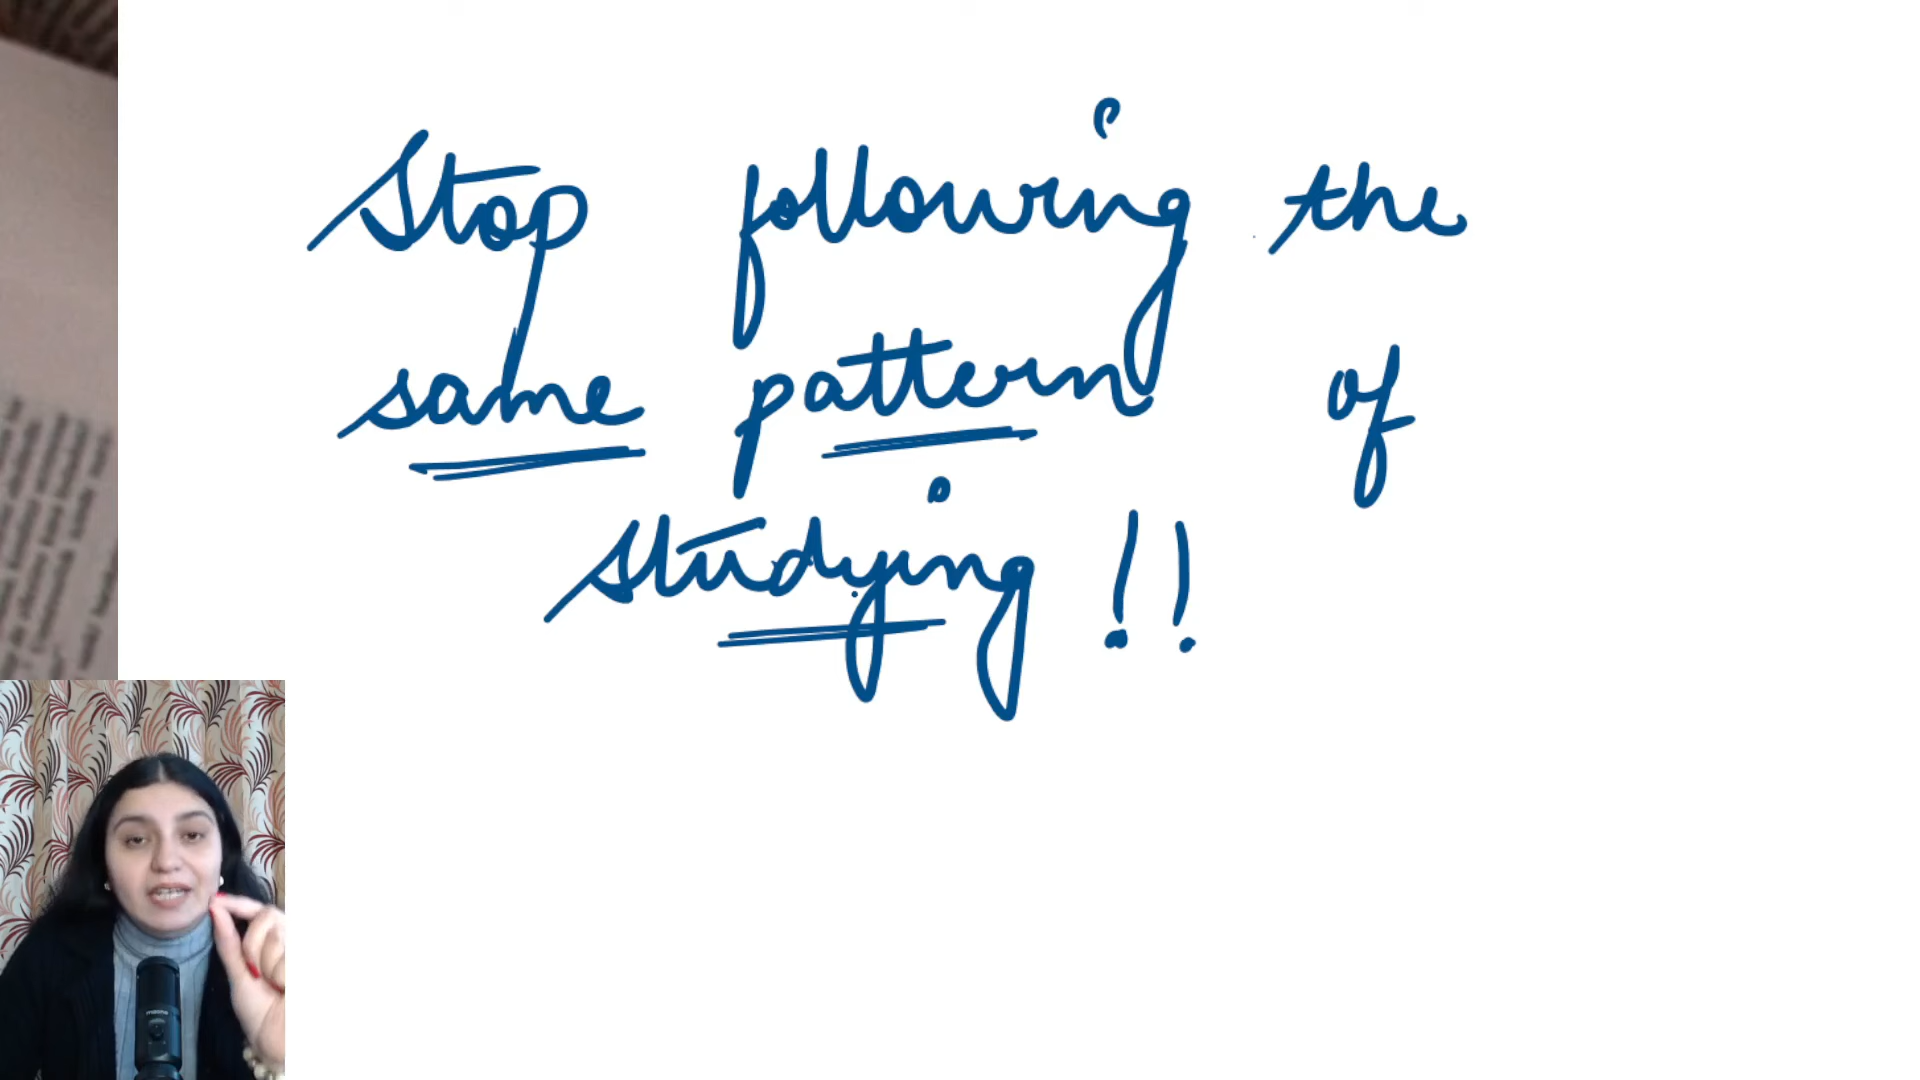 Stop following the
same pattern of
studying !!